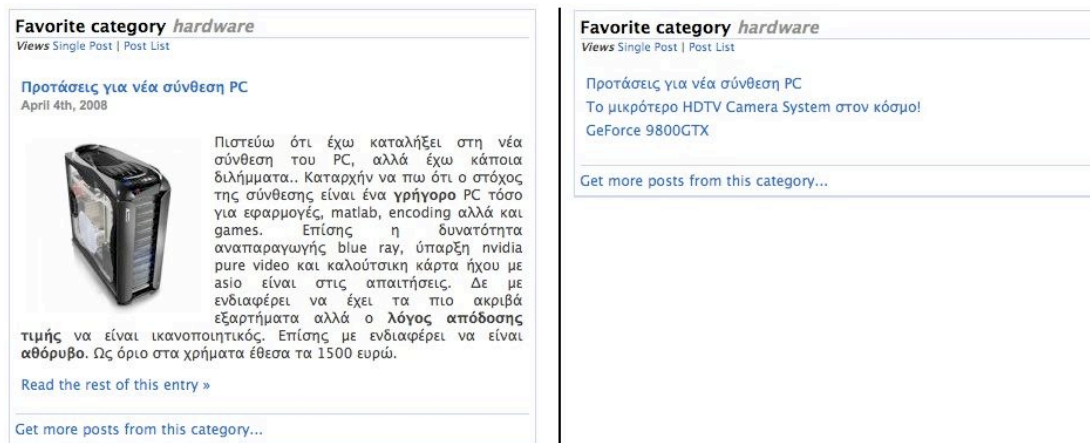 Favorite category hardware
Views Single Post | Post List
Προτάσεις για νέα σύνθεση PC
April 4th, 2008
Πιστεύω ότι έχω καταλήξει στη νέα
σύνθεση του PC, αλλά έχω κάποια
διλήμματα.. Καταρχήν να πω ότι ο στόχος
της σύνθεσης είναι ένα γρήγορο PC τόσο
για εφαρμογές, matlab, encoding αλλά και
games. Επίσης η δυνατότητα
αναπαραγωγής blue ray, ύπαρξη nvidia
pure video και καλούτσικη κάρτα ήχου με
asio είναι στις απαιτήσεις. Δε με
ενδιαφέρει να έχει τα πιο ακριβά
εξαρτήματα αλλά ο λόγος απόδοσης
τιμής να είναι ικανοποιητικός. Επίσης με ενδιαφέρει να είναι
αθόρυβο. Ως όριο στα χρήματα έθεσα τα 1500 ευρώ.
Read the rest of this entry »
Get more posts from this category...
Favorite category hardware
Views Single Post | Post List
Προτάσεις για νέα σύνθεση PC
Το μικρότερο HDTV Camera System στον κόσμο!
GeForce 9800GTX
Get more posts from this category...